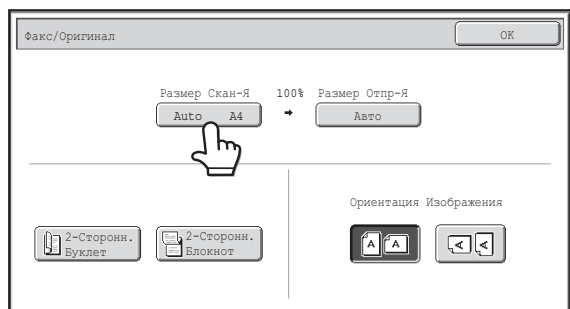 Факс/Оригинал
OK
Размер Скан-Я 100% Размер Отпр-Я
Auto A4 → Авто
Ориентация Изображения
2-Сторонн. Буклет
2-Сторонн. Блокнот
A A
A A